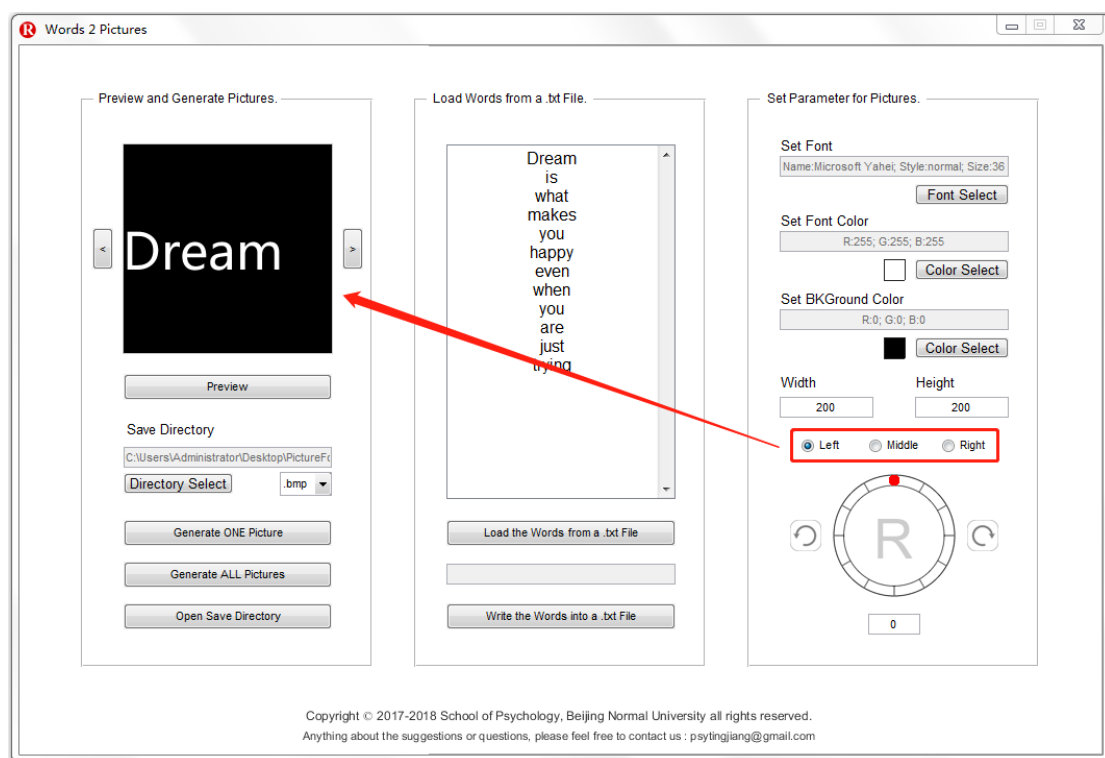 Words 2 Pictures
Preview and Generate Pictures.
Dream
<
>
Preview
Save Directory
C:\Users\Administrator\Desktop\PictureFo
Directory Select
.bmp
Generate ONE Picture
Generate ALL Pictures
Open Save Directory
Load Words from a .txt File.
Dream
is
what
makes
you
happy
even
when
you
are
just
trying
Load the Words from a .txt File
Write the Words into a .txt File
Set Parameter for Pictures.
Set Font
Name:Microsoft Yahei; Style:normal; Size:36
Font Select
Set Font Color
R:255; G:255; B:255
Color Select
Set BKGround Color
R:0; G:0; B:0
Color Select
Width Height
200 200
Left Middle Right
R
0
Copyright © 2017-2018 School of Psychology, Beijing Normal University all rights reserved.
Anything about the suggestions or questions, please feel free to contact us : psytingjiang@gmail.com